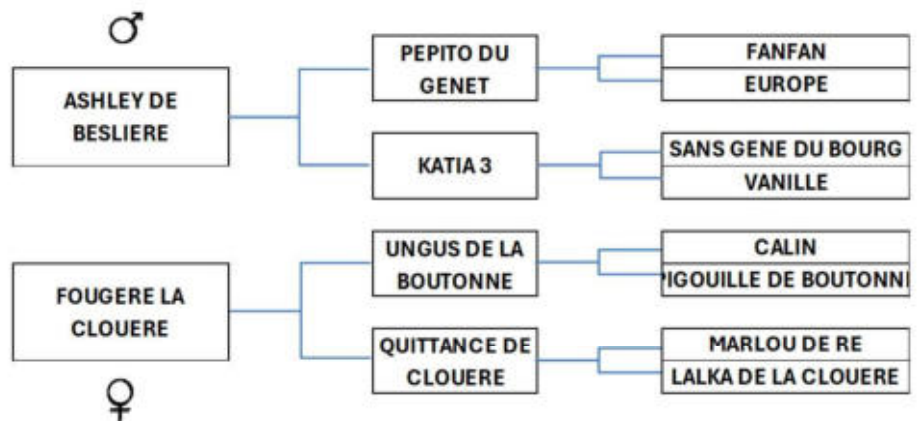 ASHLEY DE
BESLIERE
PEPITO DU
GENET
FANFAN
EUROPE
KATIA 3
SANS GENE DU BOURG
VANILLE
FOUGERE LA
CLOUERE
UNGUS DE LA
BOUTONNE
CALIN
DE
QUITTANCE DE
CLOUERE
MARLOU DE RE
LALKA DE LA CLOUERE